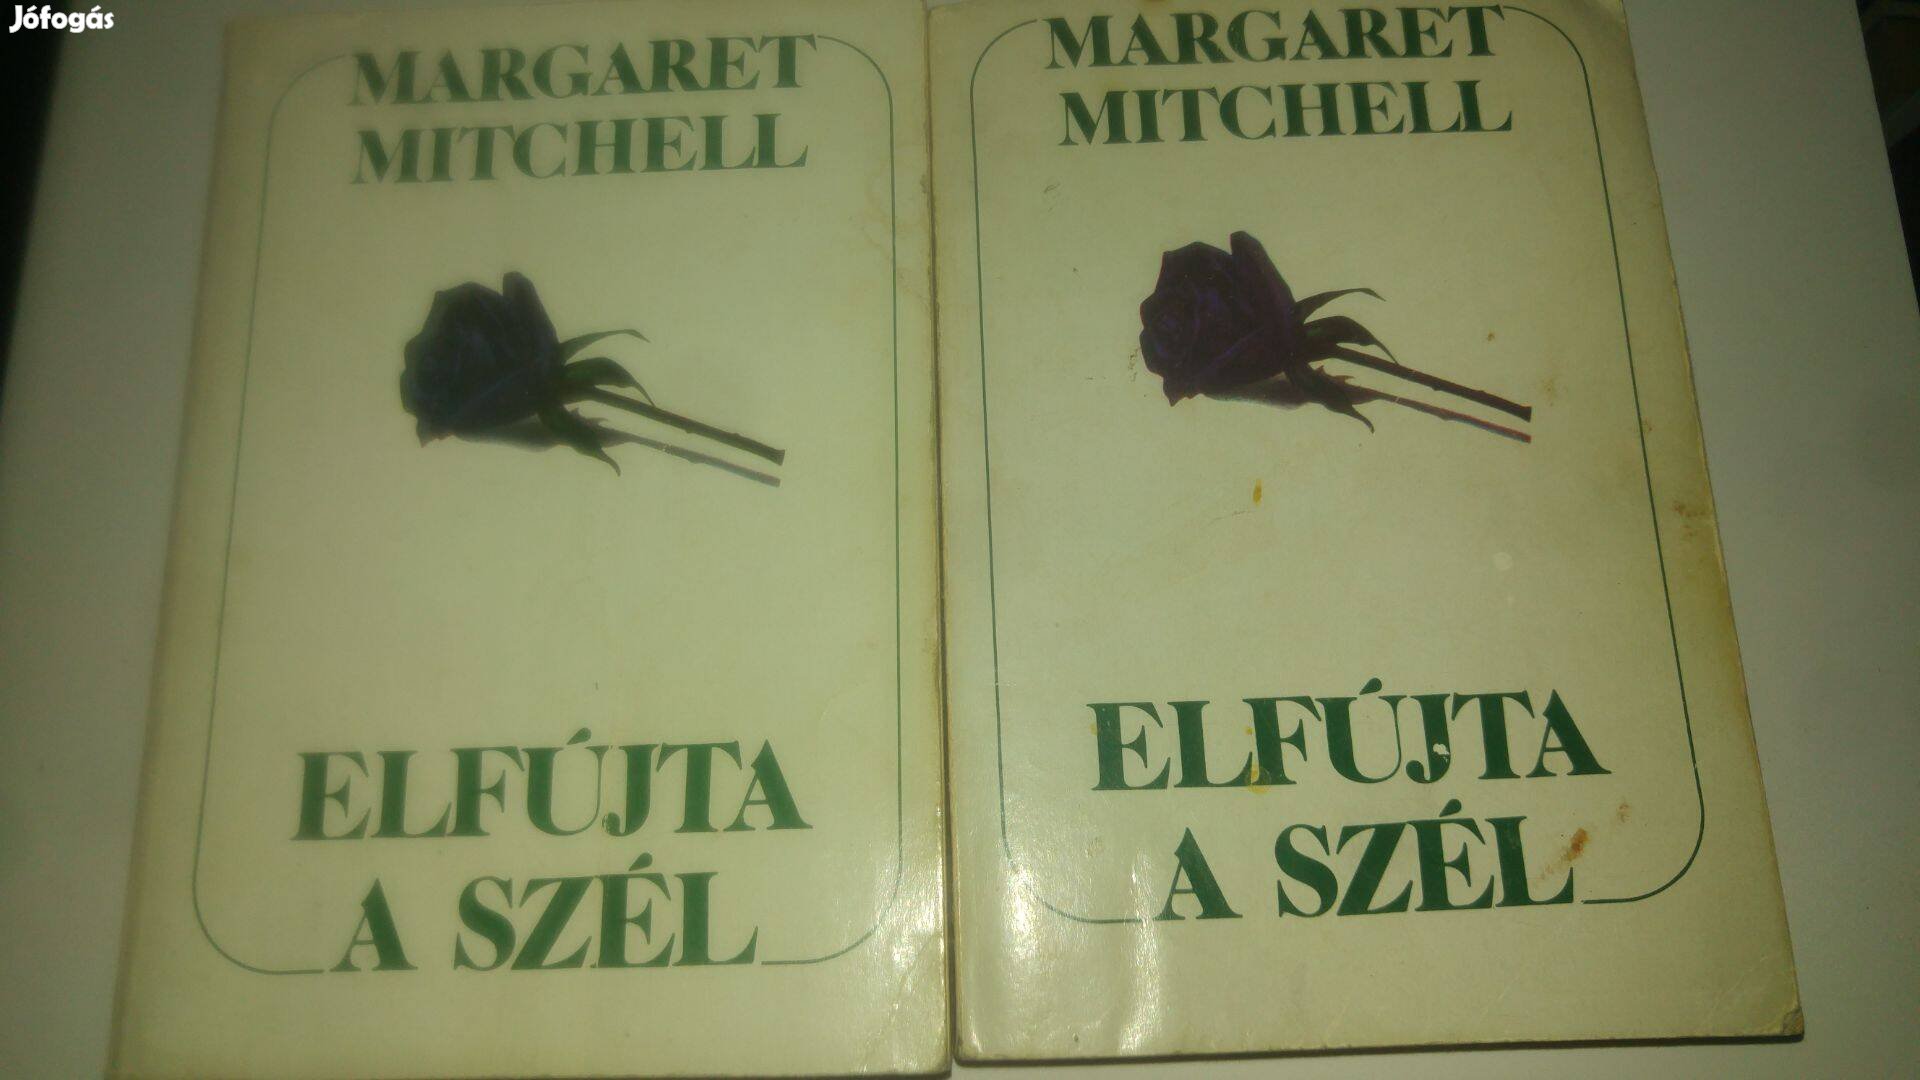 Jófogás
MARGARET
MITCHELL
ELFÚJTA
A SZÉL
MARGARET
MITCHELL
ELFÚJTA
A SZÉL